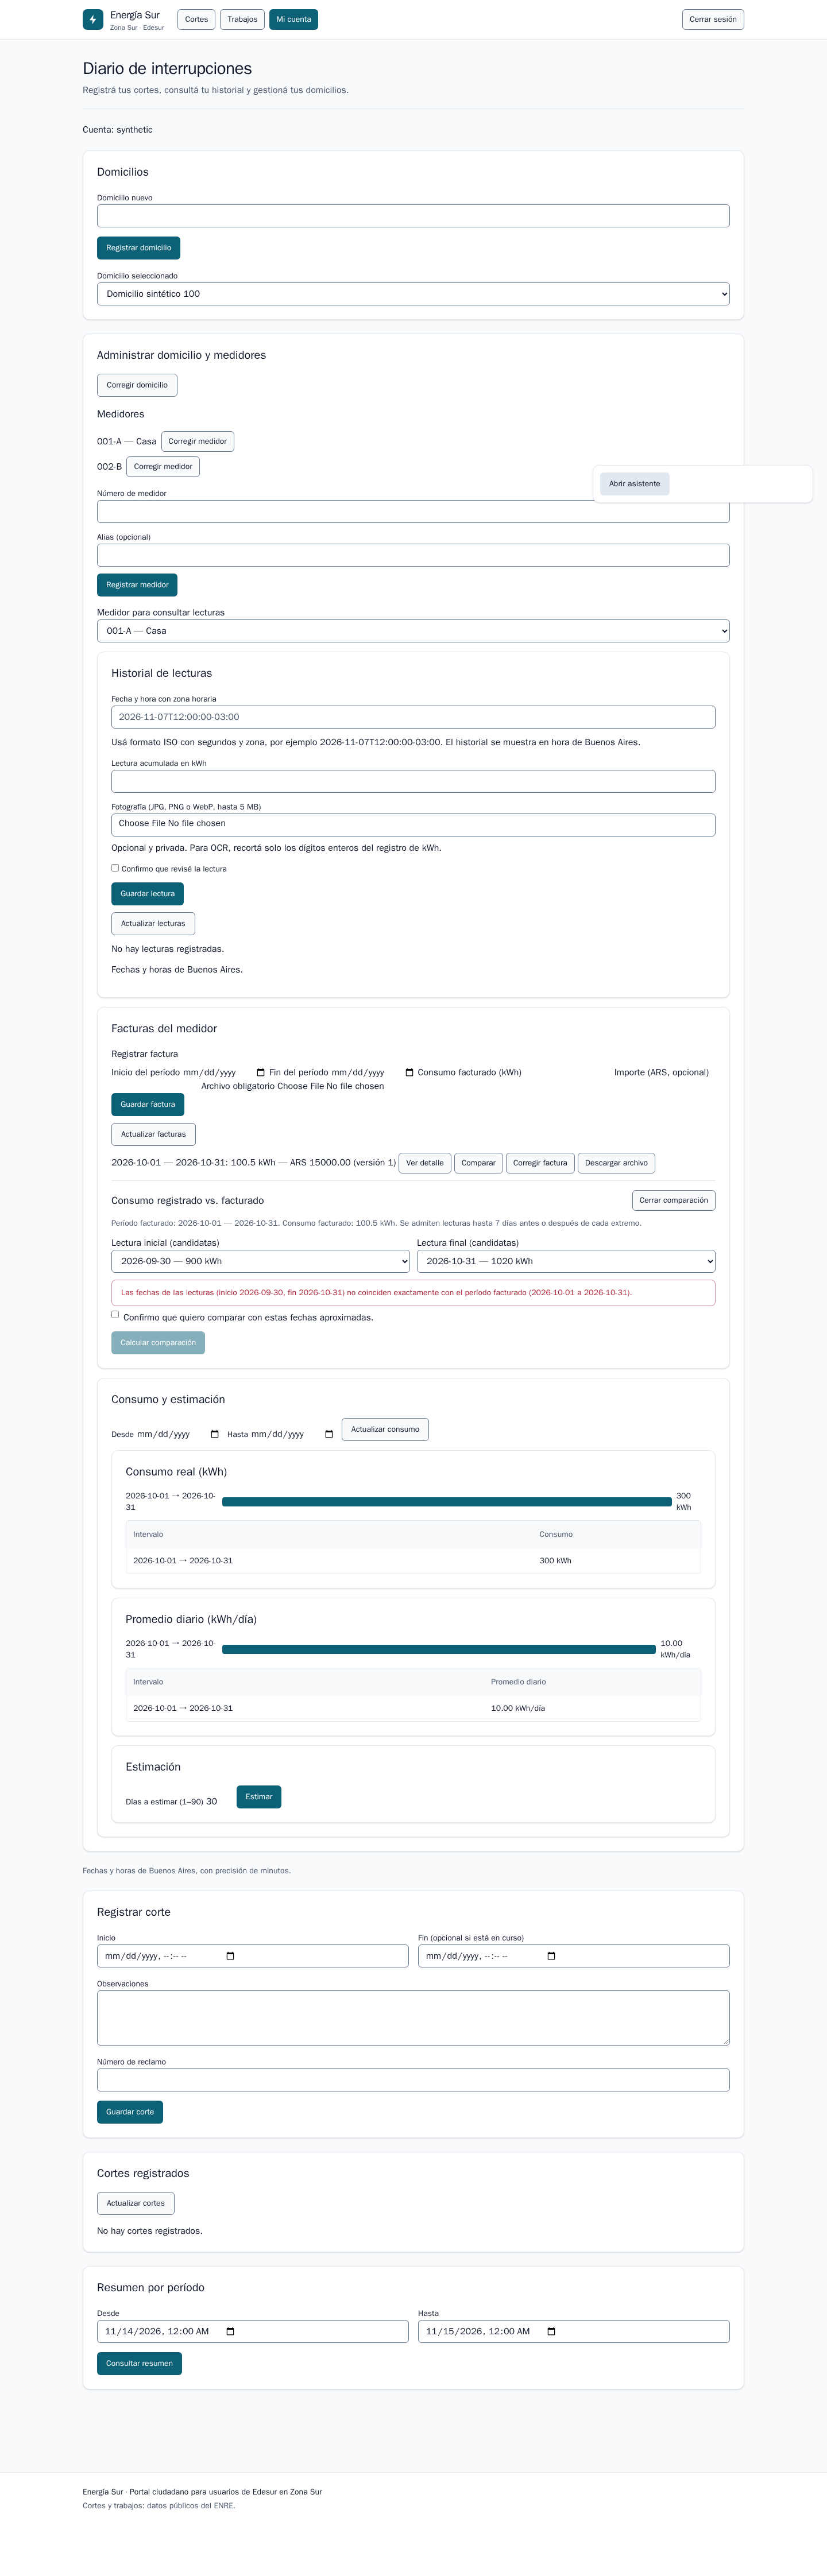 Energía Sur
Zona Sur · Edesur
Cortes
Trabajos
Mi cuenta
Cerrar sesión
Diario de interrupciones
Registrá tus cortes, consultá tu historial y gestioná tus domicilios.
Cuenta: synthetic
Domicilios
Domicilio nuevo
Registrar domicilio
Domicilio seleccionado
Domicilio sintético 100
Administrar domicilio y medidores
Corregir domicilio
Medidores
001-A — Casa Corregir medidor
002-B Corregir medidor
Abrir asistente
Número de medidor
Alias (opcional)
Registrar medidor
Medidor para consultar lecturas
001-A — Casa
Historial de lecturas
Fecha y hora con zona horaria
2026-11-07T12:00:00-03:00
Usá formato ISO con segundos y zona, por ejemplo 2026-11-07T12:00:00-03:00. El historial se muestra en hora de Buenos Aires.
Lectura acumulada en kWh
Fotografía (JPG, PNG o WebP, hasta 5 MB)
Choose File No file chosen
Opcional y privada. Para OCR, recortá solo los dígitos enteros del registro de kWh.
Confirmo que revisé la lectura
Guardar lectura
Actualizar lecturas
No hay lecturas registradas.
Fechas y horas de Buenos Aires.
Facturas del medidor
Registrar factura
Inicio del período mm/dd/yyyy Fin del período mm/dd/yyyy Consumo facturado (kWh) Importe (ARS, opcional)
Archivo obligatorio Choose File No file chosen
Guardar factura
Actualizar facturas
2026-10-01 — 2026-10-31: 100.5 kWh — ARS 15000.00 (versión 1) Ver detalle Comparar Corregir factura Descargar archivo
Consumo registrado vs. facturado
Cerrar comparación
Período facturado: 2026-10-01 — 2026-10-31. Consumo facturado: 100.5 kWh. Se admiten lecturas hasta 7 días antes o después de cada extremo.
Lectura inicial (candidatas) Lectura final (candidatas)
2026-09-30 — 900 kWh 2026-10-31 — 1020 kWh
Las fechas de las lecturas (inicio 2026-09-30, fin 2026-10-31) no coinciden exactamente con el período facturado (2026-10-01 a 2026-10-31).
Confirmo que quiero comparar con estas fechas aproximadas.
Calcular comparación
Consumo y estimación
Desde mm/dd/yyyy Hasta mm/dd/yyyy Actualizar consumo
Consumo real (kWh)
2026-10-01 → 2026-10-
31
300
kWh
Intervalo Consumo
2026-10-01 → 2026-10-31 300 kWh
Promedio diario (kWh/día)
2026-10-01 → 2026-10-
31
10.00
kWh/día
Intervalo Promedio diario
2026-10-01 → 2026-10-31 10.00 kWh/día
Estimación
Días a estimar (1–90) 30 Estimar
Fechas y horas de Buenos Aires, con precisión de minutos.
Registrar corte
Inicio Fin (opcional si está en curso)
mm/dd/yyyy, --:-- -- mm/dd/yyyy, --:-- --
Observaciones
Número de reclamo
Guardar corte
Cortes registrados
Actualizar cortes
No hay cortes registrados.
Resumen por período
Desde Hasta
11/14/2026, 12:00 AM 11/15/2026, 12:00 AM
Consultar resumen
Energía Sur · Portal ciudadano para usuarios de Edesur en Zona Sur
Cortes y trabajos: datos públicos del ENRE.